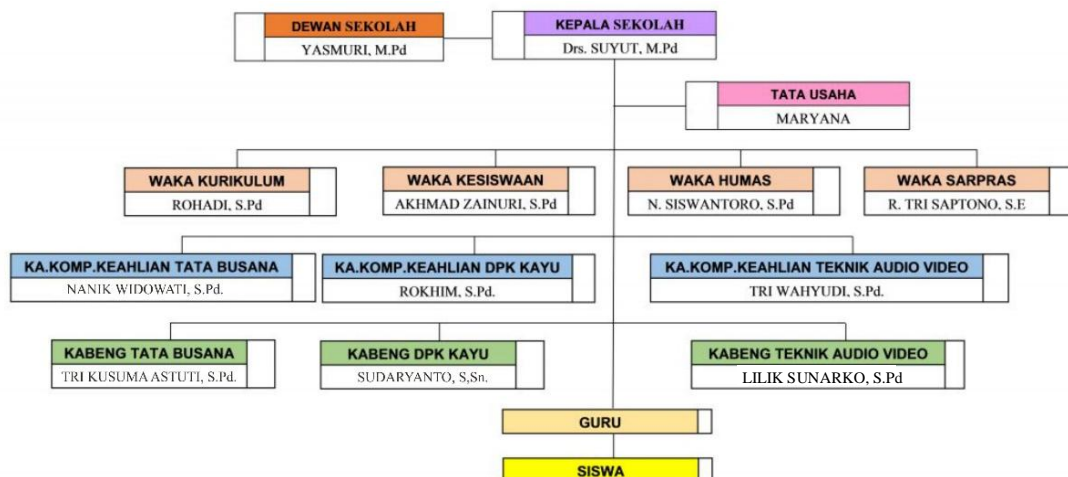 DEWAN SEKOLAH
YASMURI, M.Pd
KEPALA SEKOLAH
Drs. SUYUT, M.Pd
TATA USAHA
MARYANA
WAKA KURIKULUM
ROHADI, S.Pd
WAKA KESISWAAN
AKHMAD ZAINURI, S.Pd
WAKA HUMAS
N. SISWANTORO, S.Pd
WAKA SARPRAS
R. TRI SAPTONO, S.E
KA.KOMP.KEAHLIAN TATA BUSANA
NANIK WIDOWATI, S.Pd.
KA.KOMP.KEAHLIAN DPK KAYU
ROKHIM, S.Pd.
KA.KOMP.KEAHLIAN TEKNIK AUDIO VIDEO
TRI WAHYUDI, S.Pd.
KABENG TATA BUSANA
TRI KUSUMA ASTUTI, S.Pd.
KABENG DPK KAYU
SUDARYANTO, S,Sn.
KABENG TEKNIK AUDIO VIDEO
LILIK SUNARKO, S.Pd
GURU
SISWA